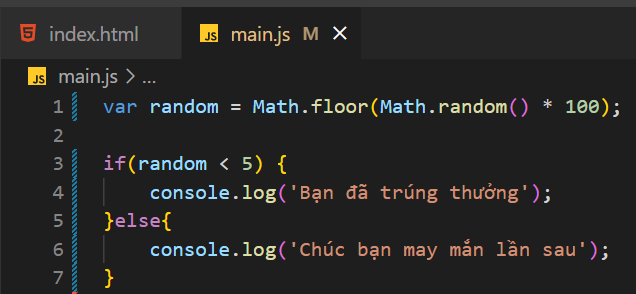 index.html
JS main.js M ×
JS main.js > ...
1 var random = Math.floor(Math.random() * 100);
2
3 if(random < 5) {
4 console.log('Bạn đã trúng thưởng');
5 }else{
6 console.log('Chúc bạn may mắn lần sau');
7 }